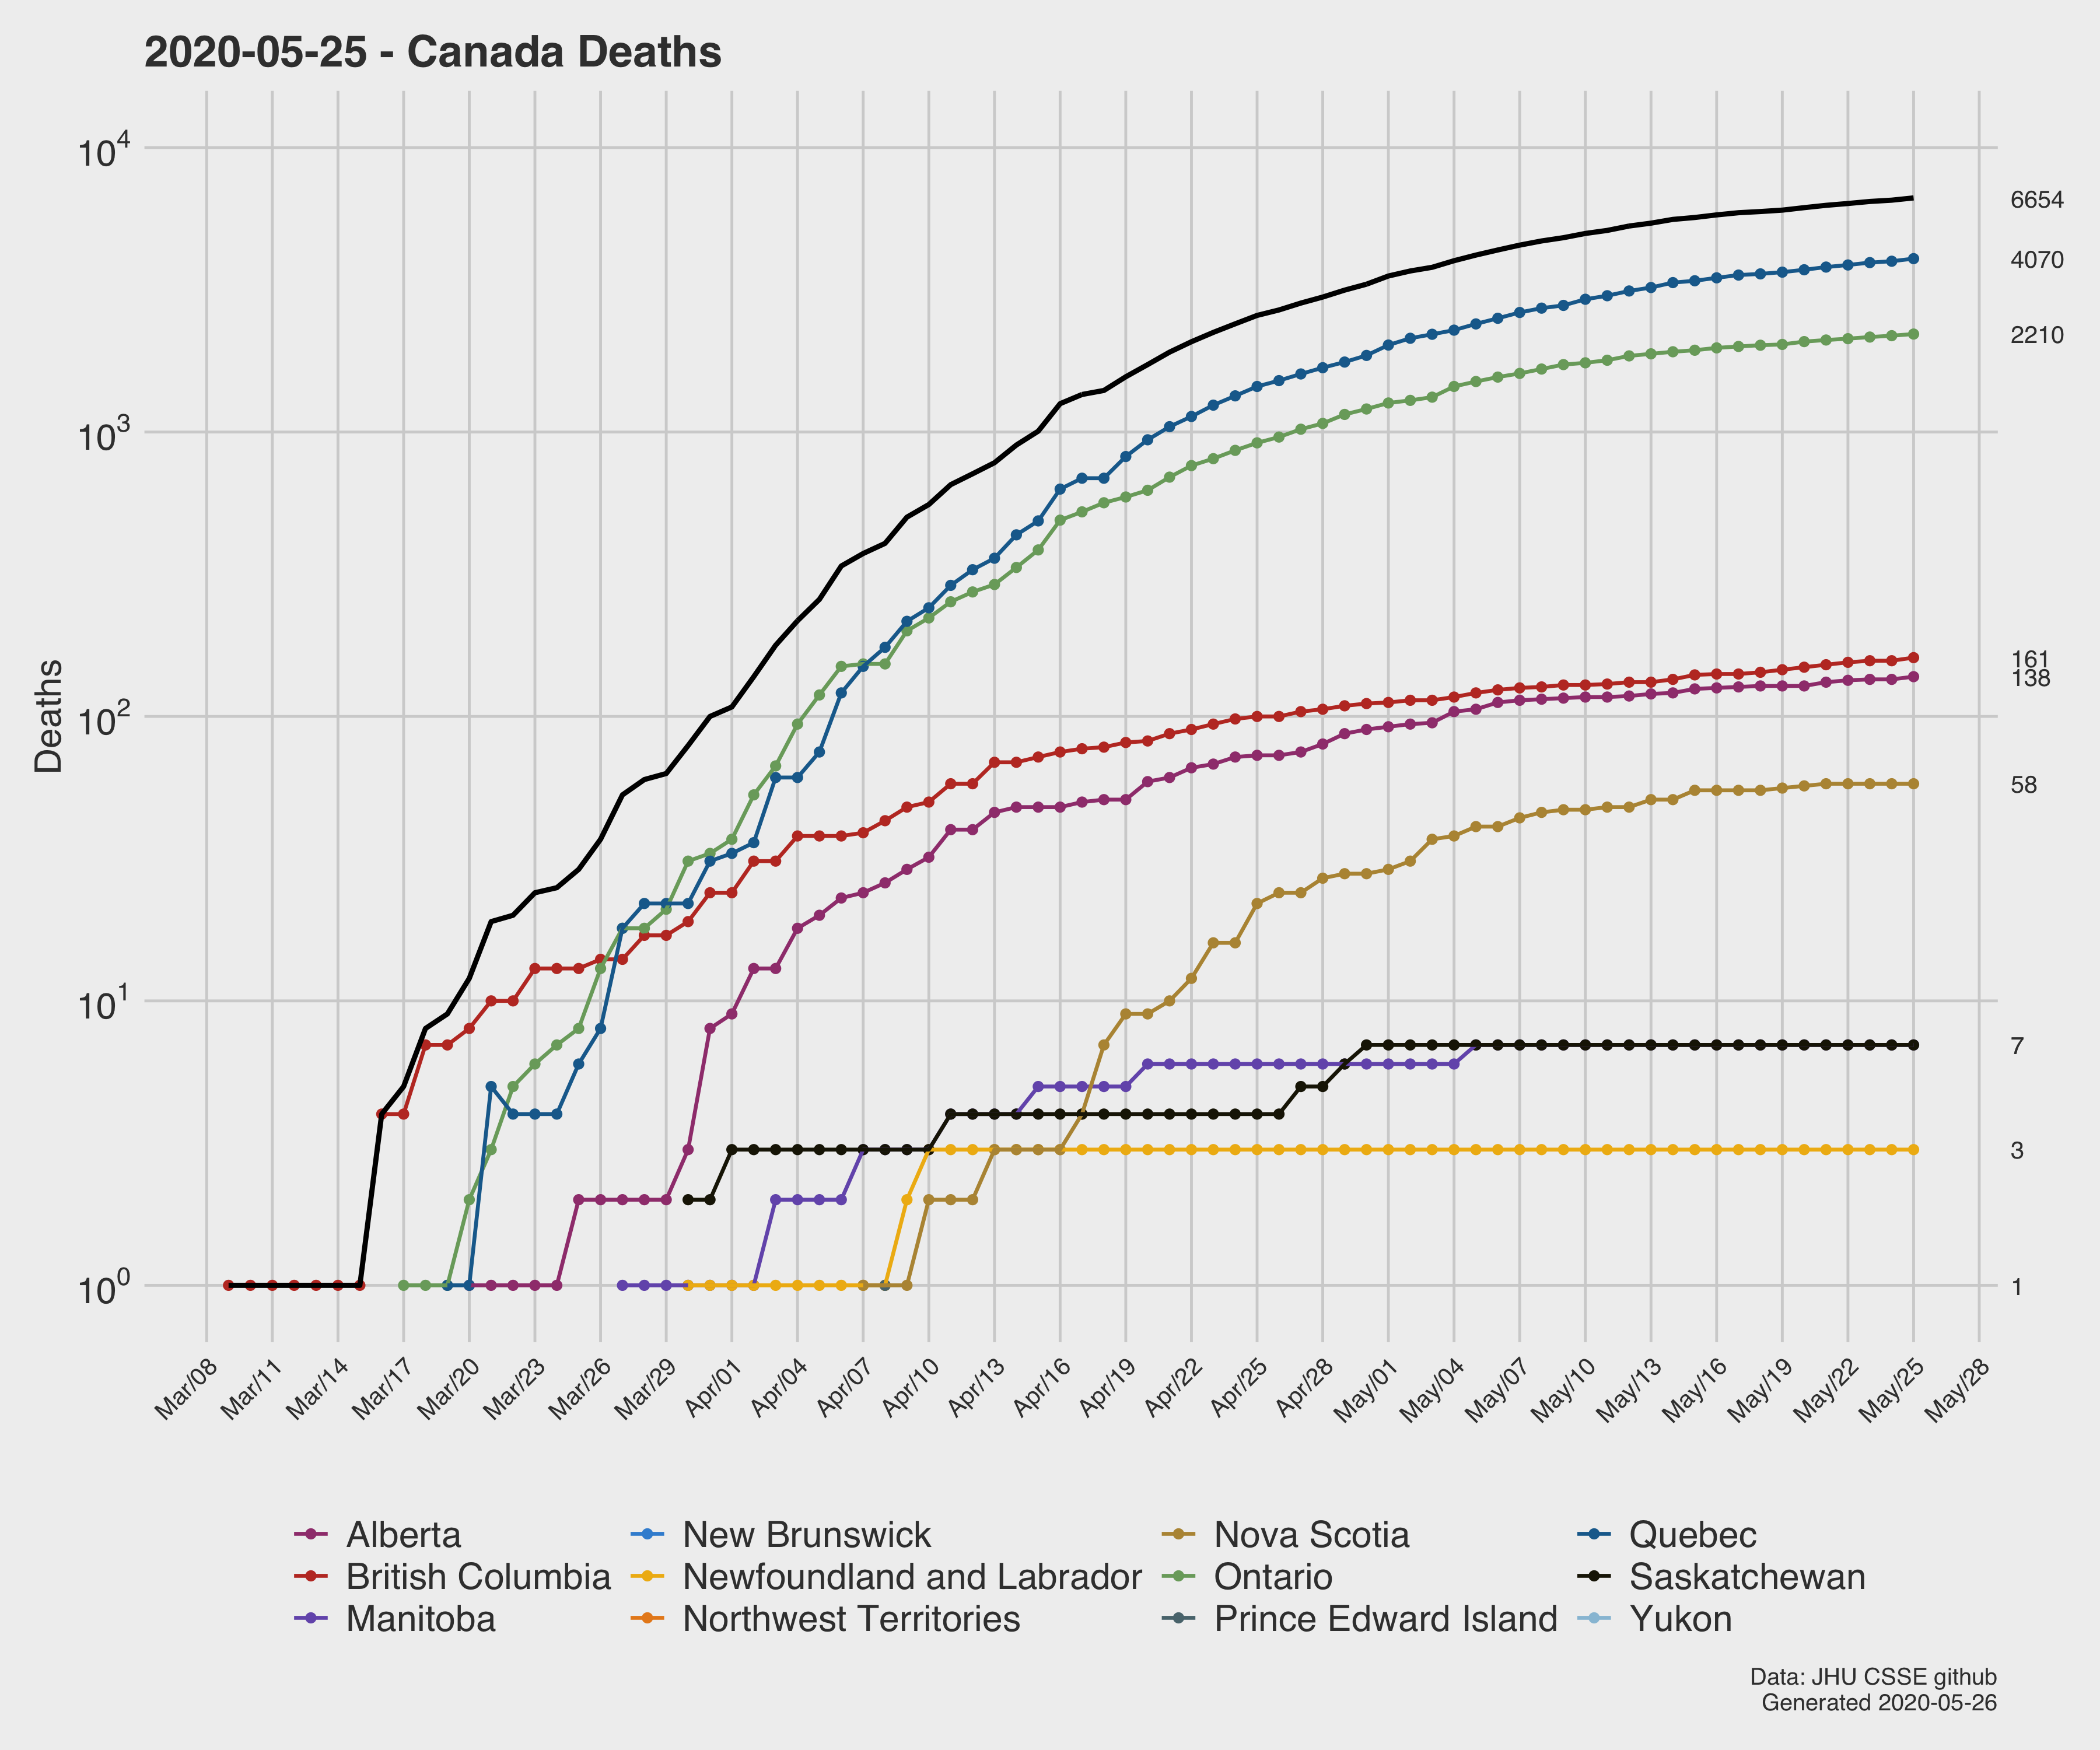 2020-05-25 - Canada Deaths
Deaths
10^4
10^3
10^2
10^1
10^0
6654
4070
2210
161
138
58
7
3
1
Mar/08 Mar/11 Mar/14 Mar/17 Mar/20 Mar/23 Mar/26 Mar/29 Apr/01 Apr/04 Apr/07 Apr/10 Apr/13 Apr/16 Apr/19 Apr/22 Apr/25 Apr/28 May/01 May/04 May/07 May/10 May/13 May/16 May/19 May/22 May/25 May/28
Alberta New Brunswick Nova Scotia Quebec
British Columbia Newfoundland and Labrador Ontario Saskatchewan
Manitoba Northwest Territories Prince Edward Island Yukon
Data: JHU CSSE github
Generated 2020-05-26